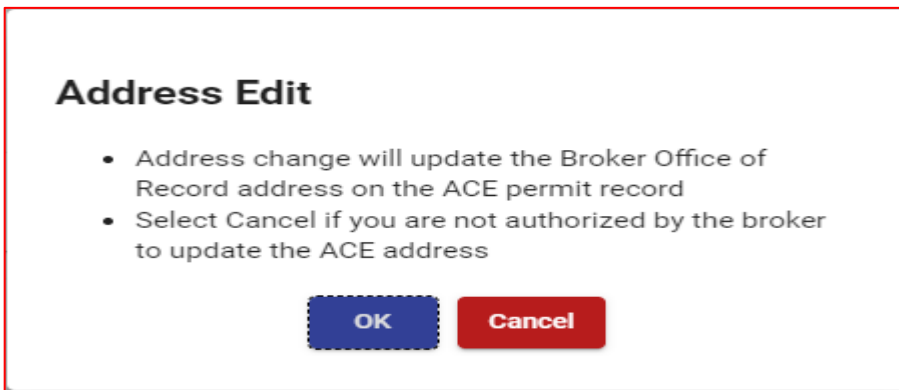 Address Edit
• Address change will update the Broker Office of
Record address on the ACE permit record
• Select Cancel if you are not authorized by the broker
to update the ACE address
OK Cancel